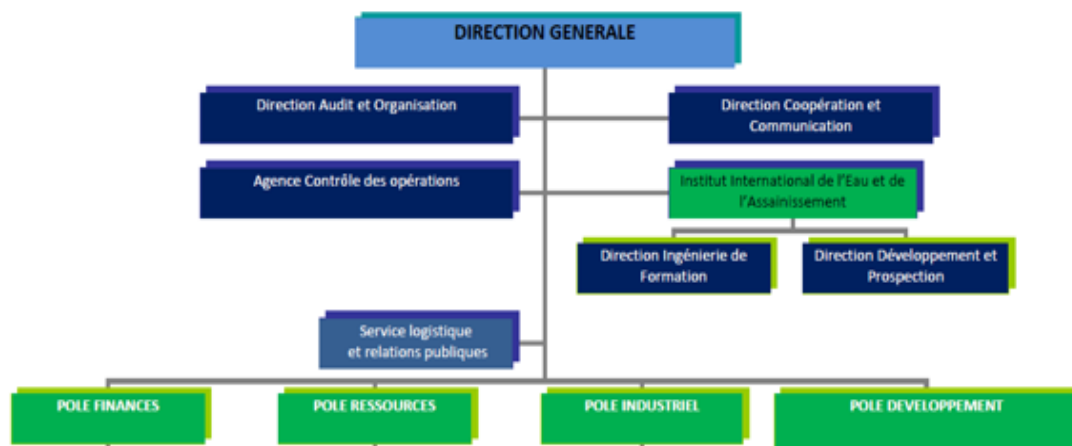 DIRECTION GENERALE
Direction Audit et Organisation
Direction Coopération et
Communication
Agence Contrôle des opérations
Institut International de l'Eau et de
l'Assainissement
Direction Ingénierie de
Formation
Direction Développement et
Prospection
Service logistique
et relations publiques
POLE FINANCES
POLE RESSOURCES
POLE INDUSTRIEL
POLE DEVELOPPEMENT